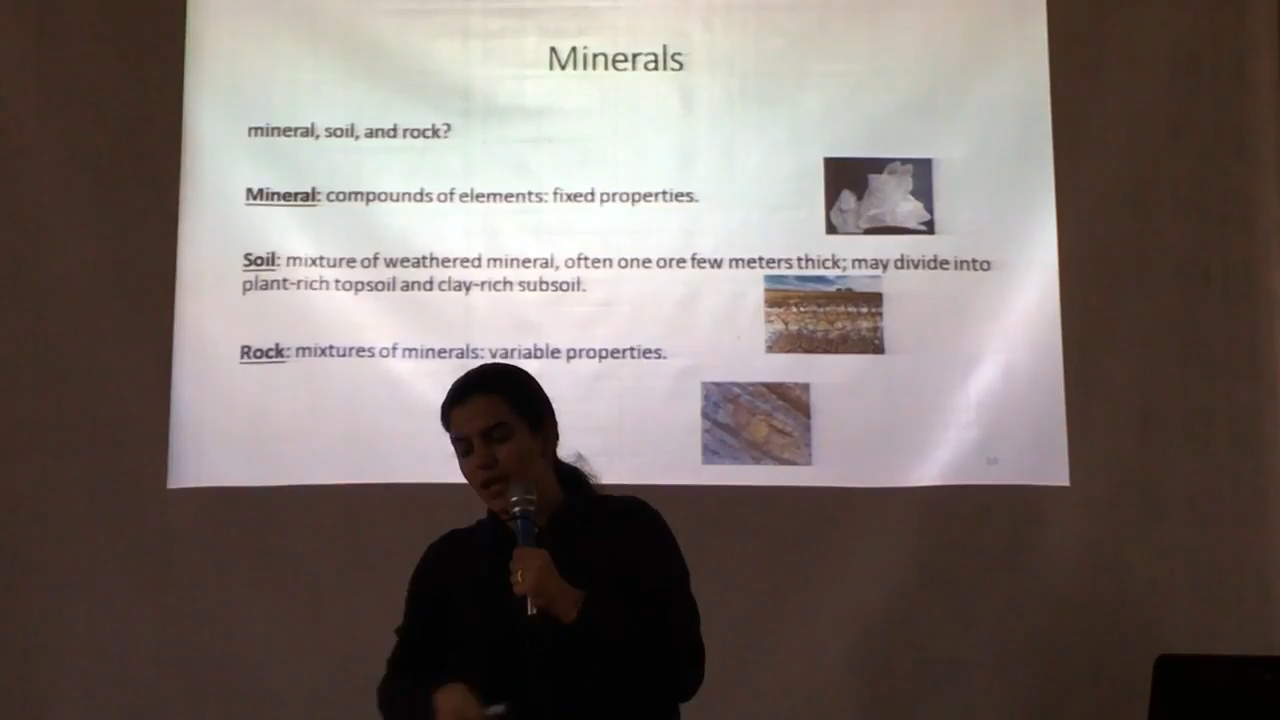 Minerals
mineral, soil, and rock?
Mineral: compounds of elements: fixed properties.
Soil: mixture of weathered mineral, often one ore few meters thick; may divide into
plant-rich topsoil and clay-rich subsoil.
Rock: mixtures of minerals: variable properties.